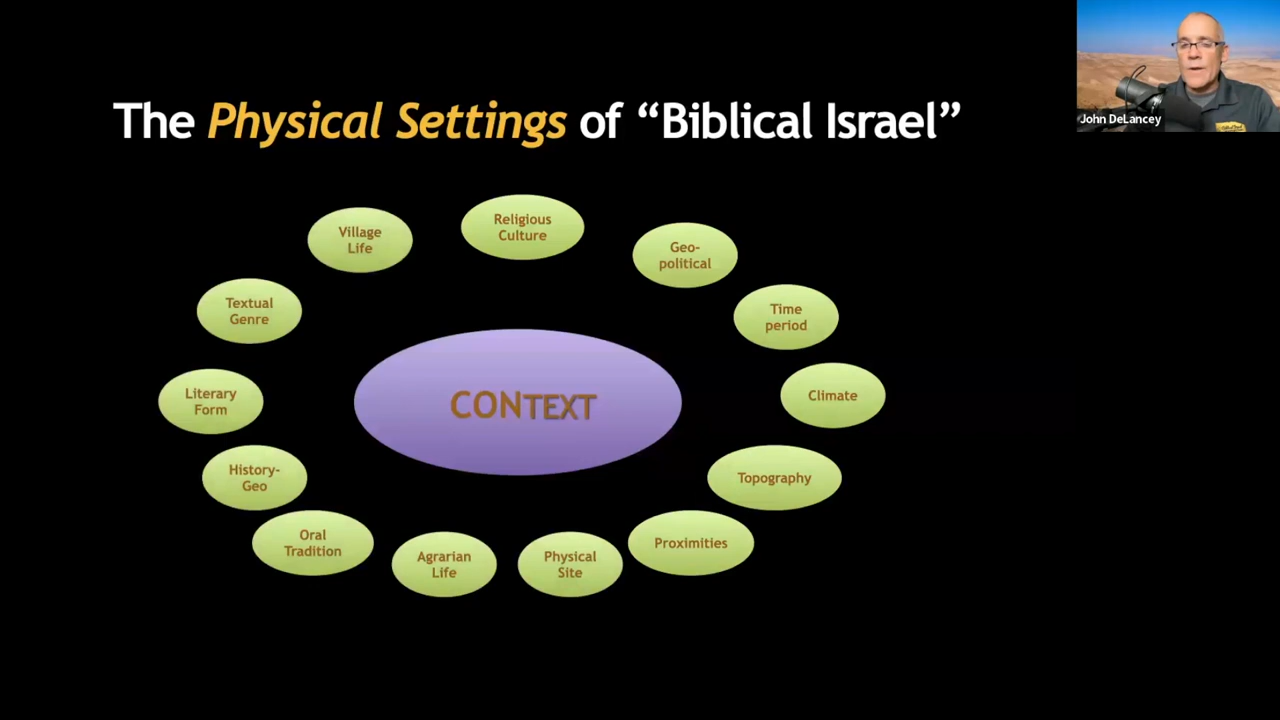 The Physical Settings of “Biblical Israel”
John DeLancey
Religious
Culture
Village
Life
Geo-
political
Textual
Genre
Time
period
Literary
Form
CONTEXT
Climate
History-
Geo
Topography
Oral
Tradition
Agrarian
Life
Physical
Site
Proximities